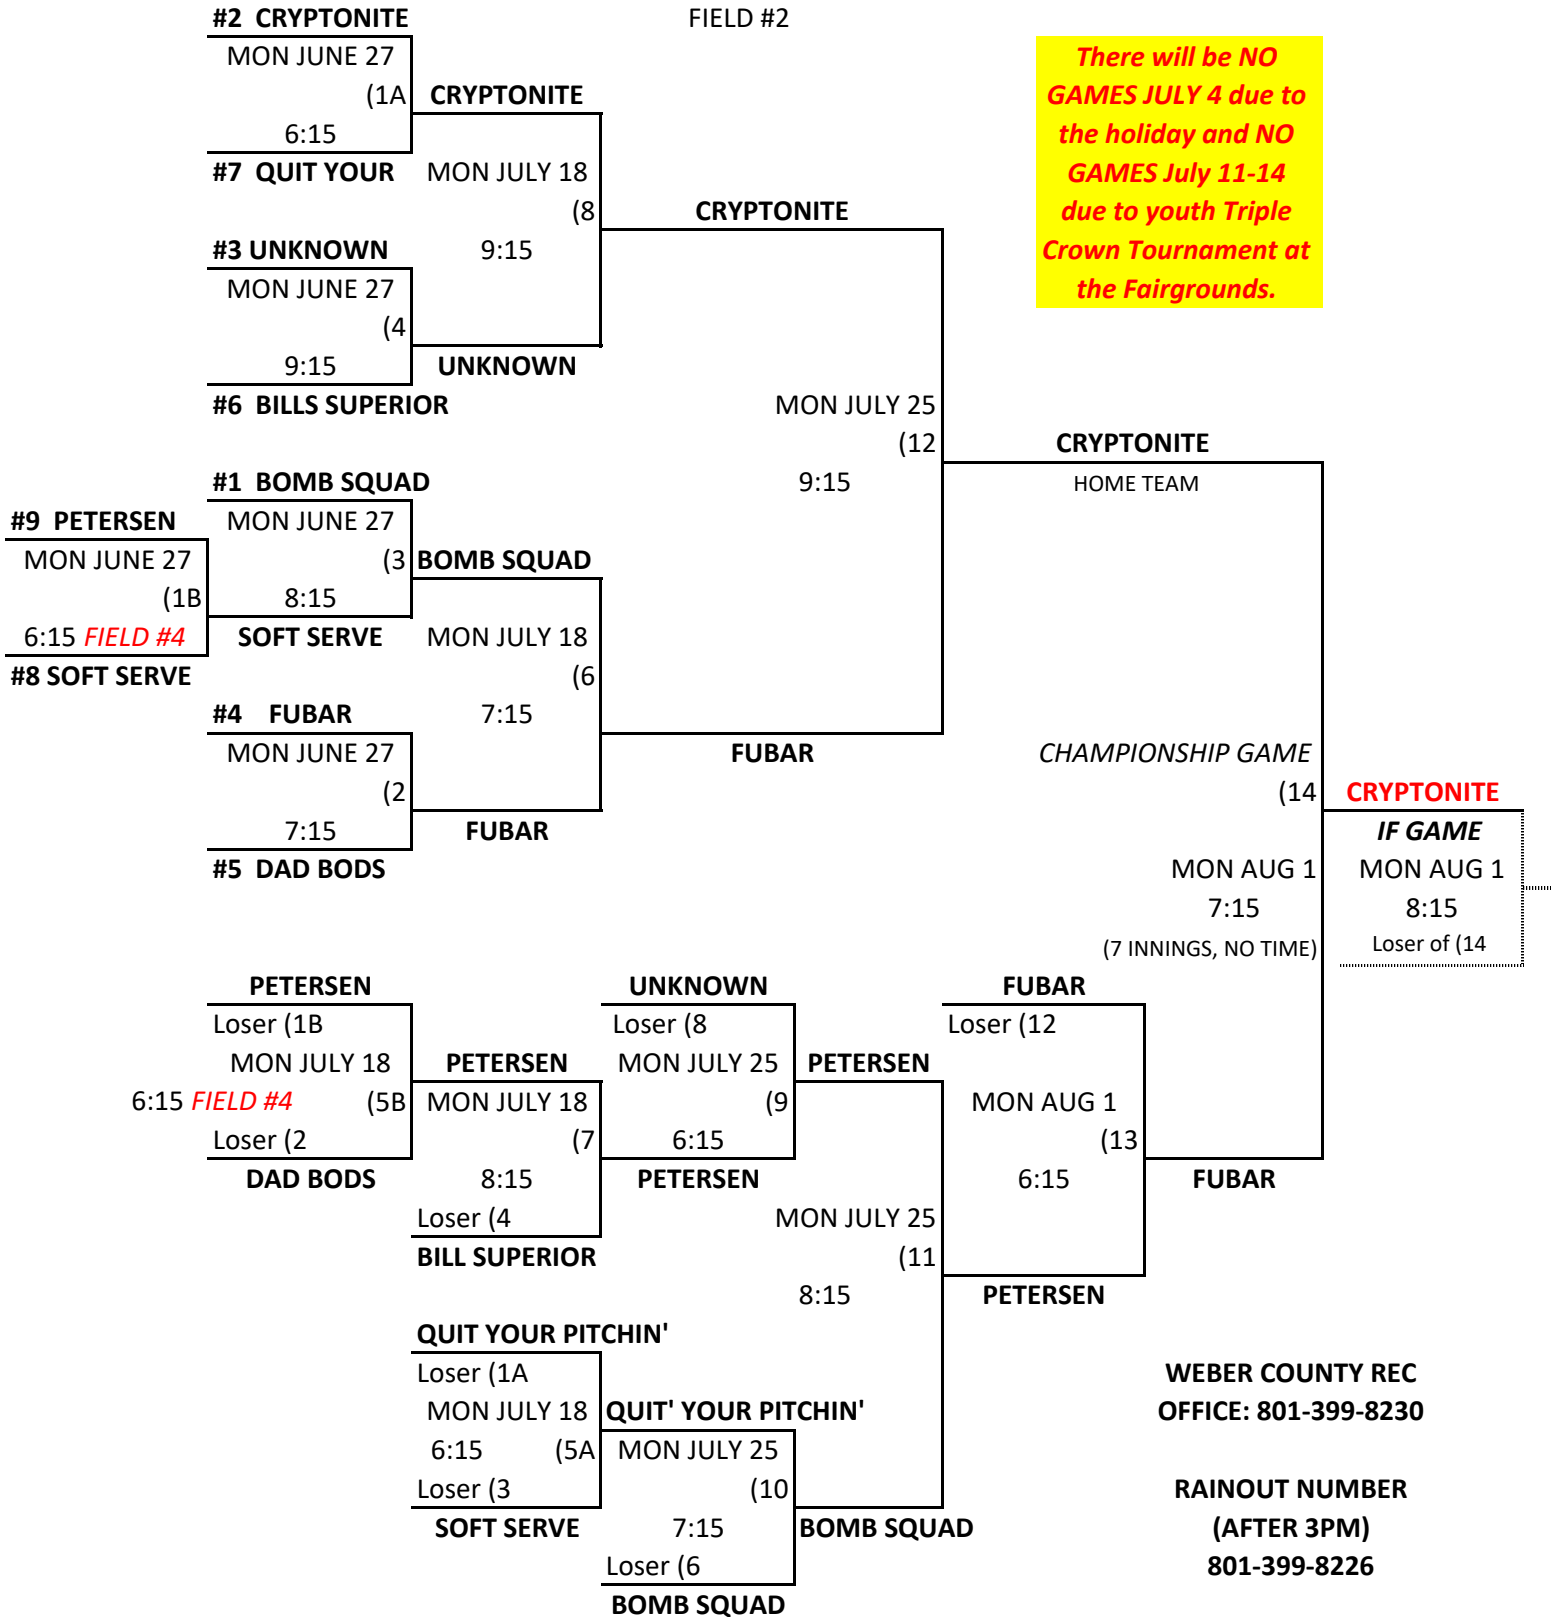 #2  CRYPTONITE
FIELD #2
MON JUNE 27
(1A
6:15
#7  QUIT YOUR
CRYPTONITE
MON JULY 18
(8
9:15
#3 UNKNOWN
MON JUNE 27
(4
9:15
#6  BILLS SUPERIOR
UNKNOWN
CRYPTONITE
There will be NO
GAMES JULY 4 due to
the holiday and NO
GAMES July 11-14
due to youth Triple
Crown Tournament at
the Fairgrounds.
MON JULY 25
(12
9:15
CRYPTONITE
HOME TEAM
#1  BOMB SQUAD
MON JUNE 27
(3
8:15
SOFT SERVE
#9  PETERSEN
MON JUNE 27
(1B
6:15 FIELD #4
#8 SOFT SERVE
BOMB SQUAD
MON JULY 18
(6
7:15
#4    FUBAR
MON JUNE 27
(2
7:15
#5  DAD BODS
FUBAR
FUBAR
CHAMPIONSHIP GAME
(14
MON AUG 1
7:15
(7 INNINGS, NO TIME)
CRYPTONITE
IF GAME
MON AUG 1
8:15
Loser of (14
PETERSEN
Loser (1B
MON JULY 18
6:15 FIELD #4
(5B
Loser (2
DAD BODS
PETERSEN
MON JULY 18
(7
8:15
Loser (4
BILL SUPERIOR
UNKNOWN
Loser (8
MON JULY 25
(9
6:15
PETERSEN
PETERSEN
MON JULY 25
(11
8:15
FUBAR
Loser (12
MON AUG 1
(13
6:15
PETERSEN
FUBAR
QUIT YOUR PITCHIN'
Loser (1A
MON JULY 18
6:15
(5A
Loser (3
SOFT SERVE
QUIT' YOUR PITCHIN'
MON JULY 25
(10
7:15
Loser (6
BOMB SQUAD
BOMB SQUAD
WEBER COUNTY REC
OFFICE: 801-399-8230
RAINOUT NUMBER
(AFTER 3PM)
801-399-8226